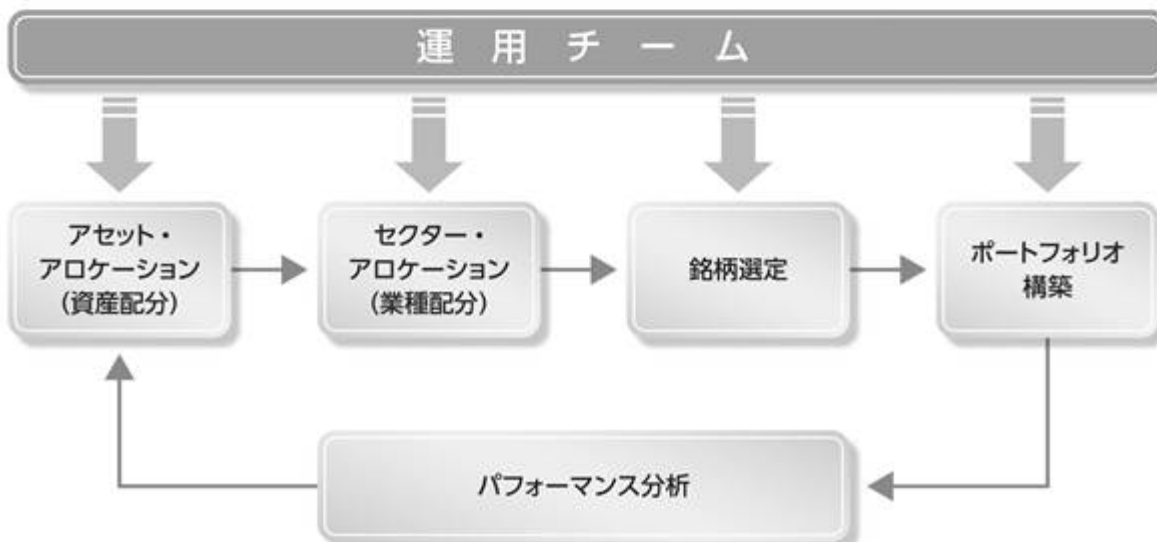 運用チーム
アセット・
アロケーション
(資産配分)
セクター・
アロケーション
(業種配分)
銘柄選定
ポートフォリオ
構築
パフォーマンス分析